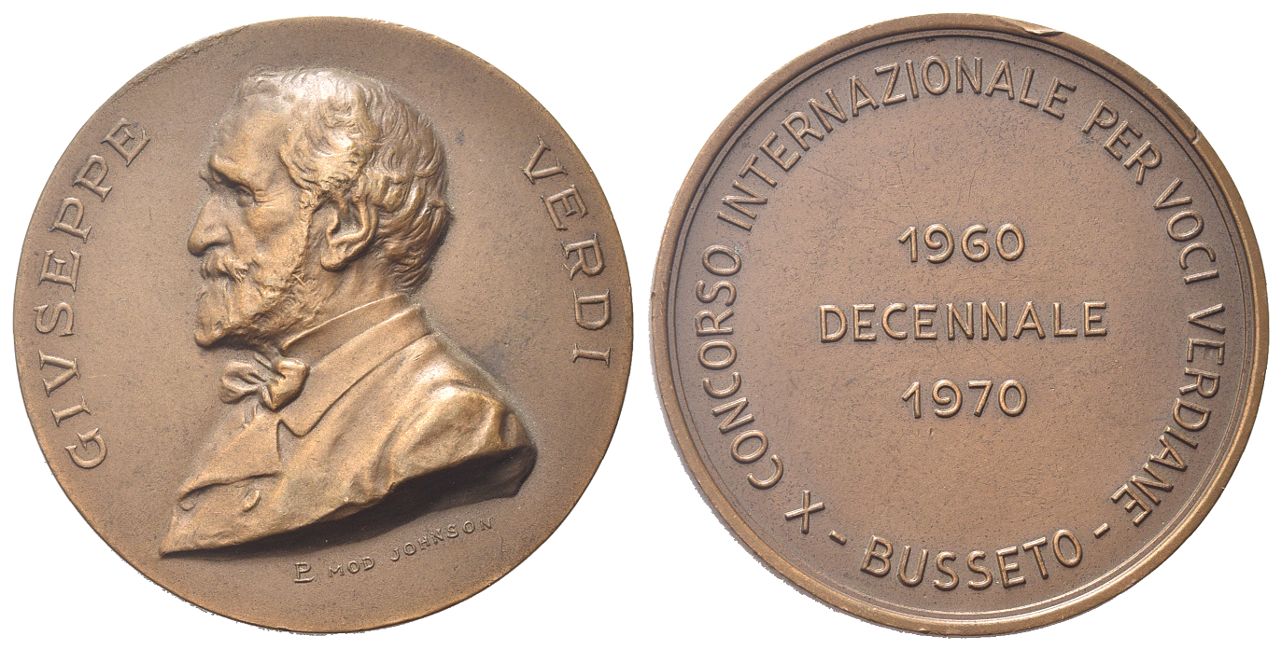 GIVSEPPE VERDI
P MOD JOHNSON
X CONCORSO INTERNAZIONALE PER VOCI VERDIANE
- BUSSETO -
1960
DECENNALE
1970